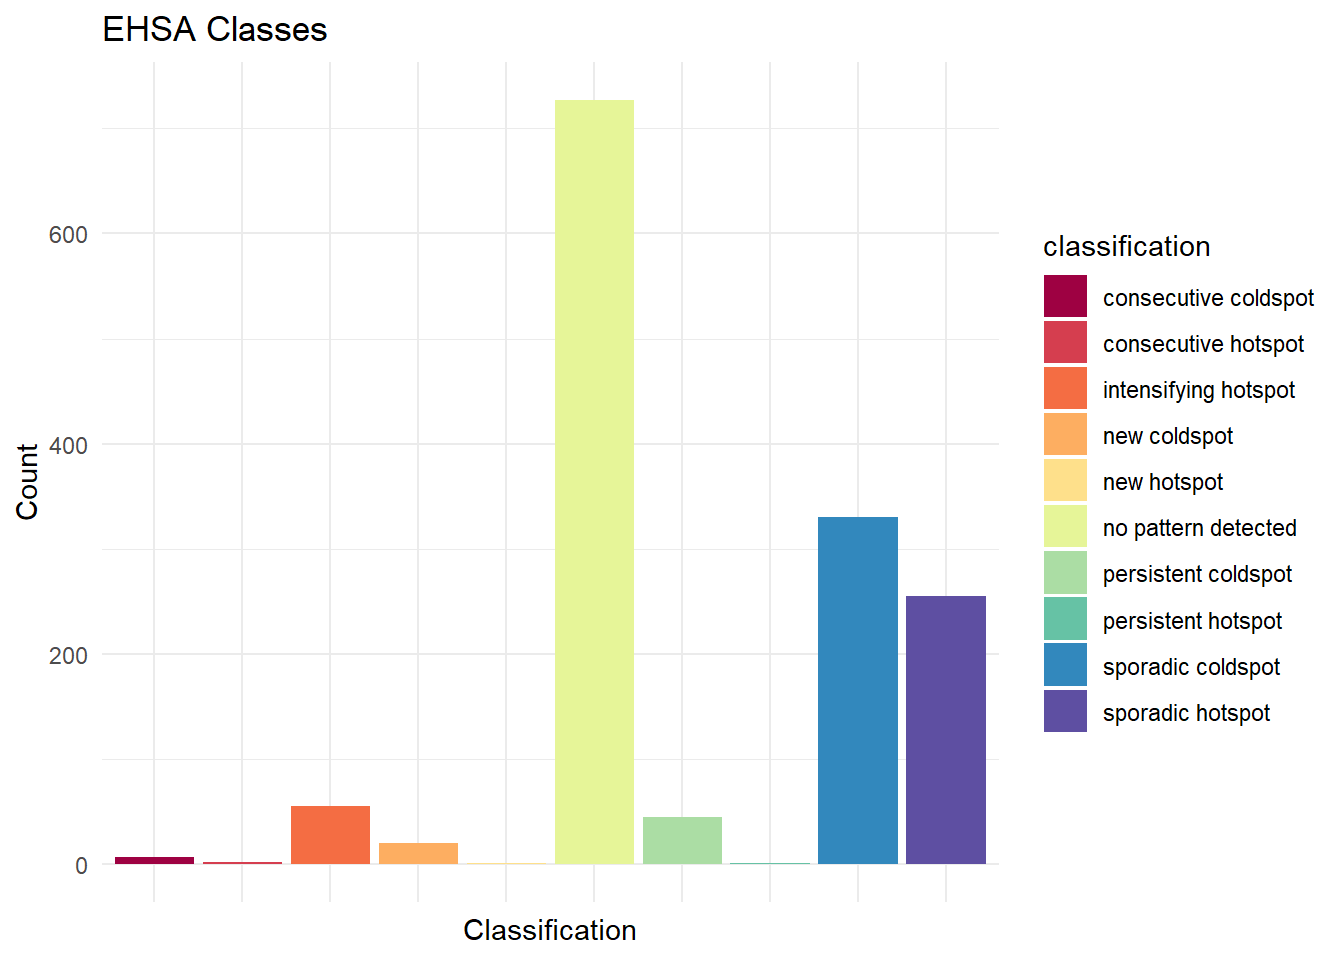 EHSA Classes
600
400
200
0
Count
Classification
classification
consecutive coldspot
consecutive hotspot
intensifying hotspot
new coldspot
new hotspot
no pattern detected
persistent coldspot
persistent hotspot
sporadic coldspot
sporadic hotspot